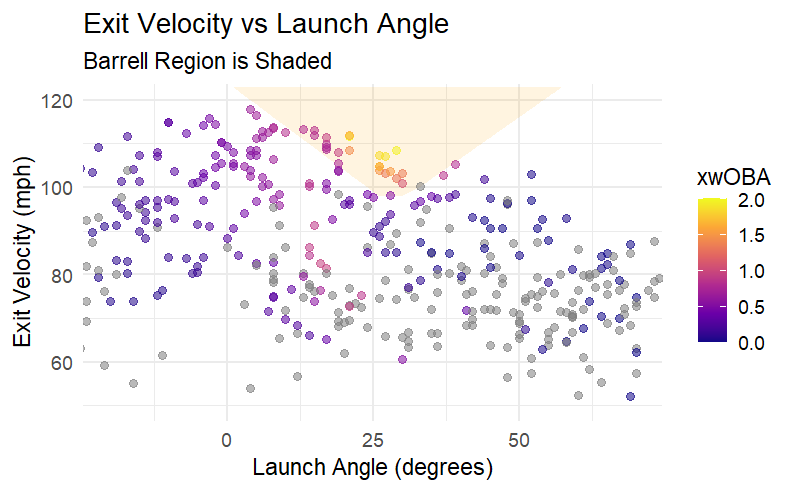 Exit Velocity vs Launch Angle
Barrell Region is Shaded
120
100
80
60
Exit Velocity (mph)
0
25
50
Launch Angle (degrees)
xwOBA
2.0
1.5
1.0
0.5
0.0